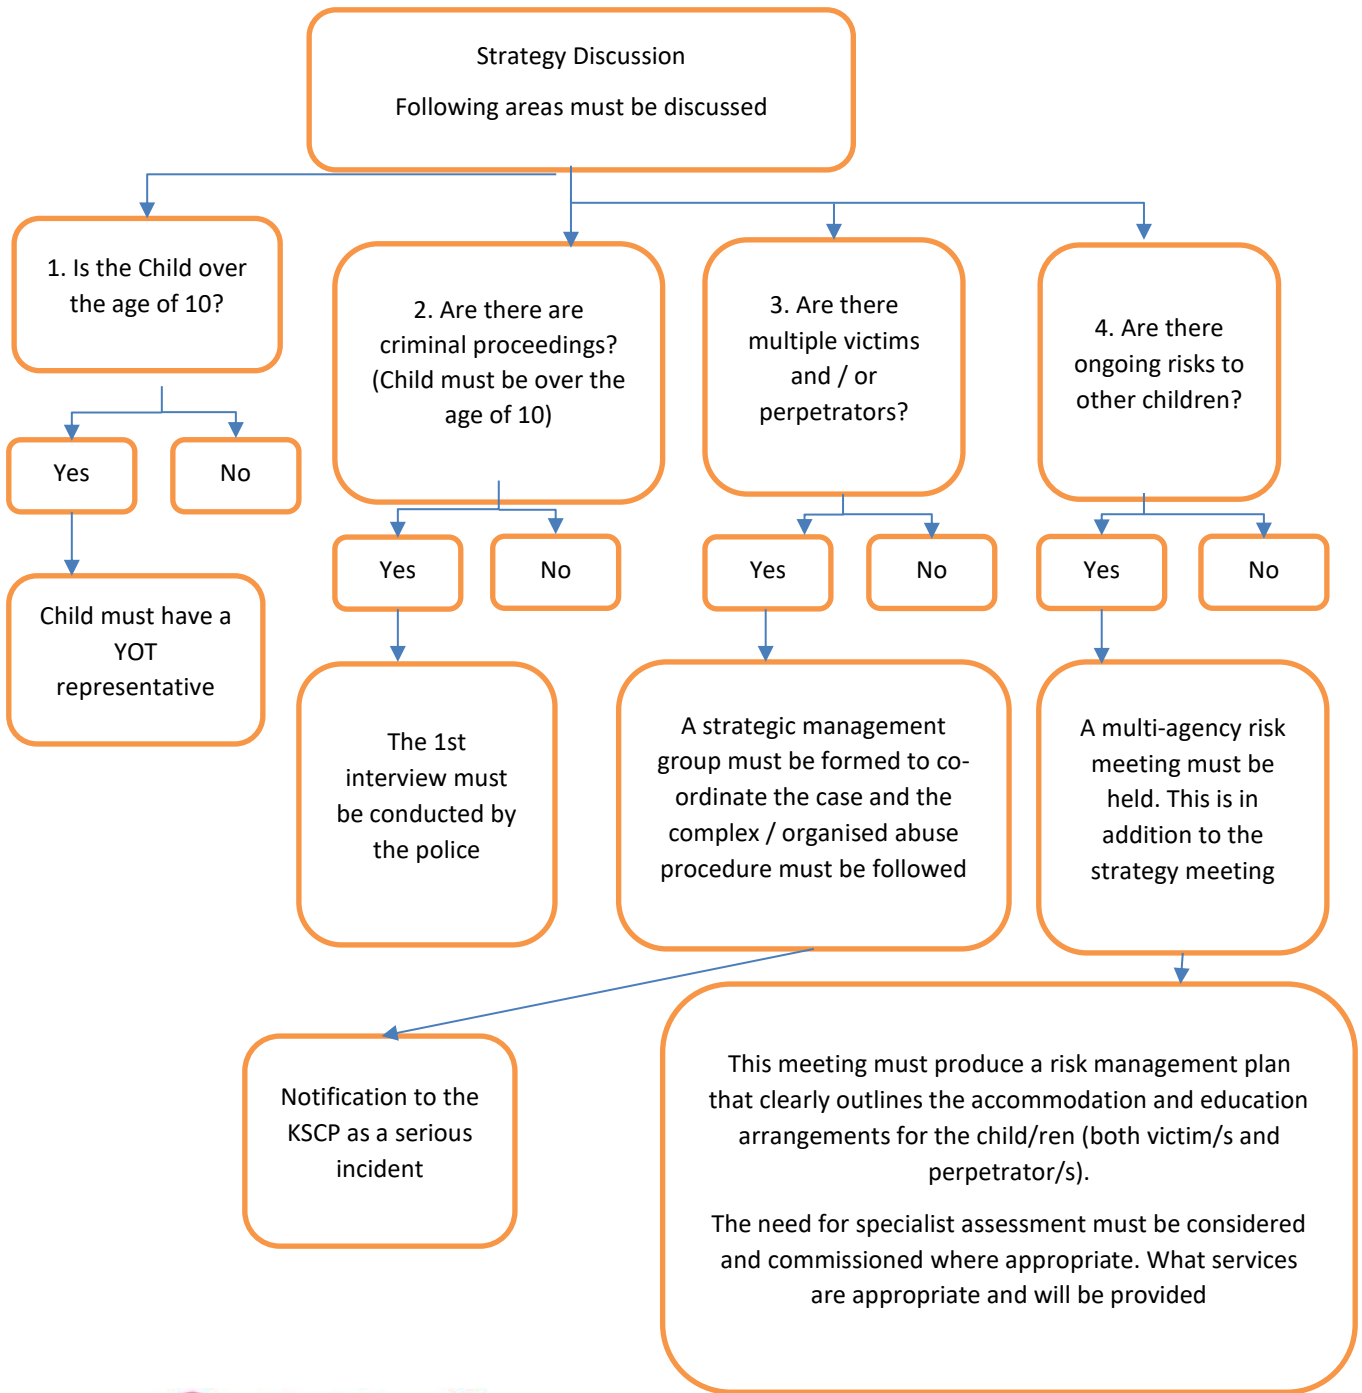 Strategy Discussion
Following areas must be discussed
1. Is the Child over
the age of 10?
2. Are there are
criminal proceedings?
(Child must be over the
age of 10)
3. Are there
multiple victims
and / or
perpetrators?
4. Are there
ongoing risks to
other children?
Yes
No
Yes
No
Yes
No
Yes
No
Child must have a
YOT
representative
The 1st
interview must
be conducted by
the police
A strategic management
group must be formed to co-
ordinate the case and the
complex / organised abuse
procedure must be followed
A multi-agency risk
meeting must be
held. This is in
addition to the
strategy meeting
Notification to the
KSCP as a serious
incident
This meeting must produce a risk management plan
that clearly outlines the accommodation and education
arrangements for the child/ren (both victim/s and
perpetrator/s).
The need for specialist assessment must be considered
and commissioned where appropriate. What services
are appropriate and will be provided